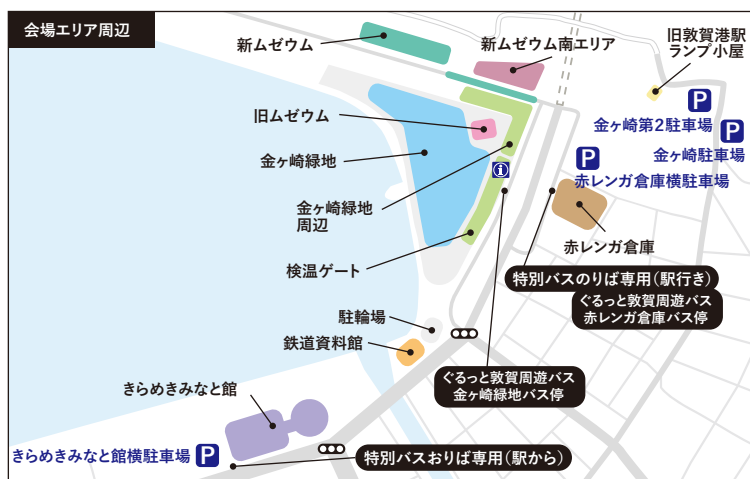 会場エリア周辺
新ムゼウム
新ムゼウム南エリア
旧敦賀港駅
ランプ小屋
P
金ヶ崎第2駐車場
P
金ヶ崎駐車場
P
赤レンガ倉庫横駐車場
旧ムゼウム
金ヶ崎緑地
i
金ヶ崎緑地
周辺
赤レンガ倉庫
検温ゲート
特別バスのりば専用(駅行き)
ぐるっと敦賀周遊バス
赤レンガ倉庫バス停
駐輪場
鉄道資料館
ぐるっと敦賀周遊バス
金ヶ崎緑地バス停
きらめきみなと館
きらめきみなと館横駐車場 P
特別バスおりば専用(駅から)